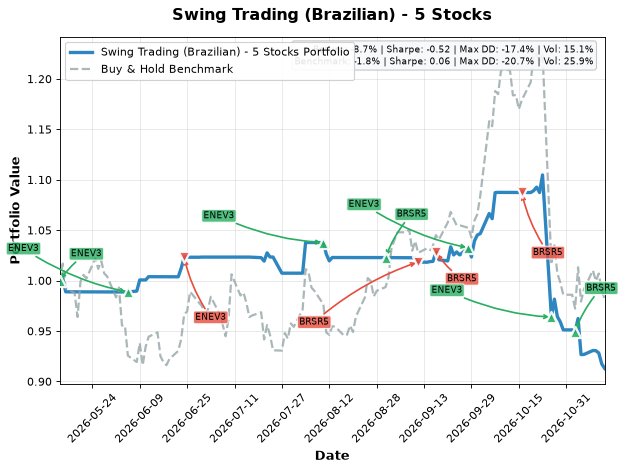 Swing Trading (Brazilian) - 5 Stocks
Swing Trading (Brazilian) - 5 Stocks Portfolio
Buy & Hold Benchmark
8.7% | Sharpe: -0.52 | Max DD: -17.4% | Vol: 15.1%
-1.8% | Sharpe: 0.06 | Max DD: -20.7% | Vol: 25.9%
Portfolio Value
1.20
1.15
1.10
1.05
1.00
0.95
0.90
ENEV3
ENEV3
ENEV3
ENEV3
BRSR5
ENEV3
BRSR5
BRSR5
ENEV3
BRSR5
BRSR5
2026-05-24
2026-06-09
2026-06-25
2026-07-11
2026-07-27
2026-08-12
2026-08-28
2026-09-13
2026-09-29
2026-10-15
2026-10-31
Date